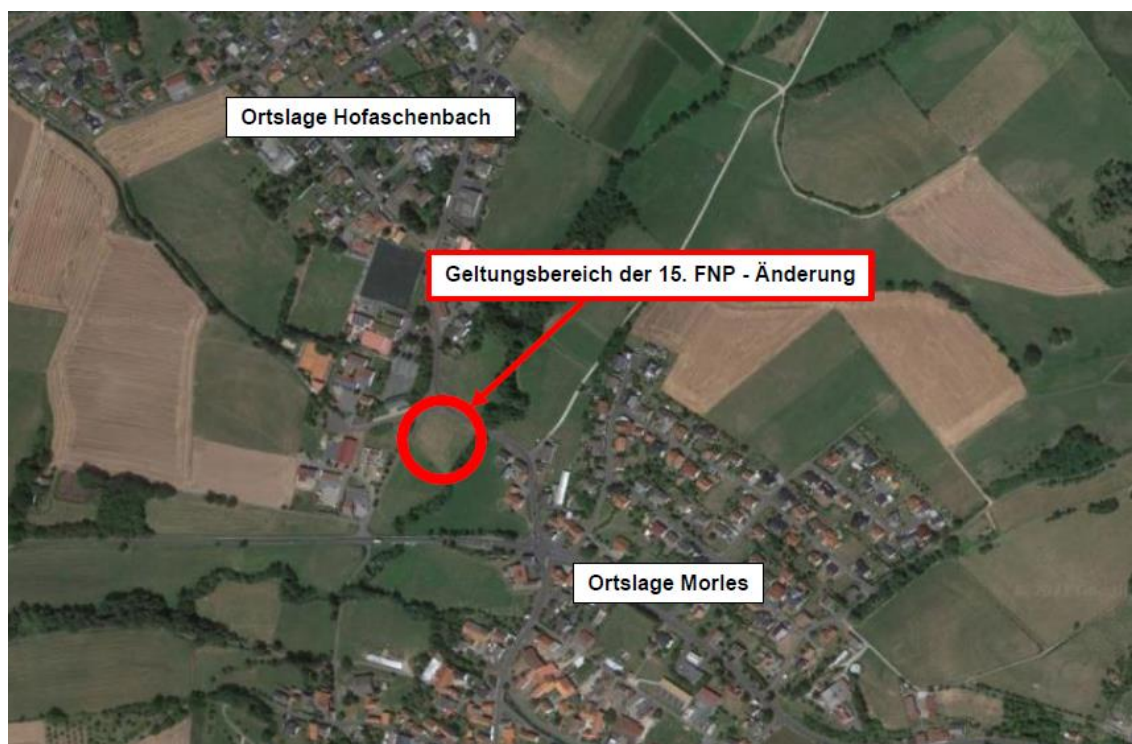 Ortslage Hofaschenbach
Geltungsbereich der 15. FNP - Änderung
Ortslage Morles